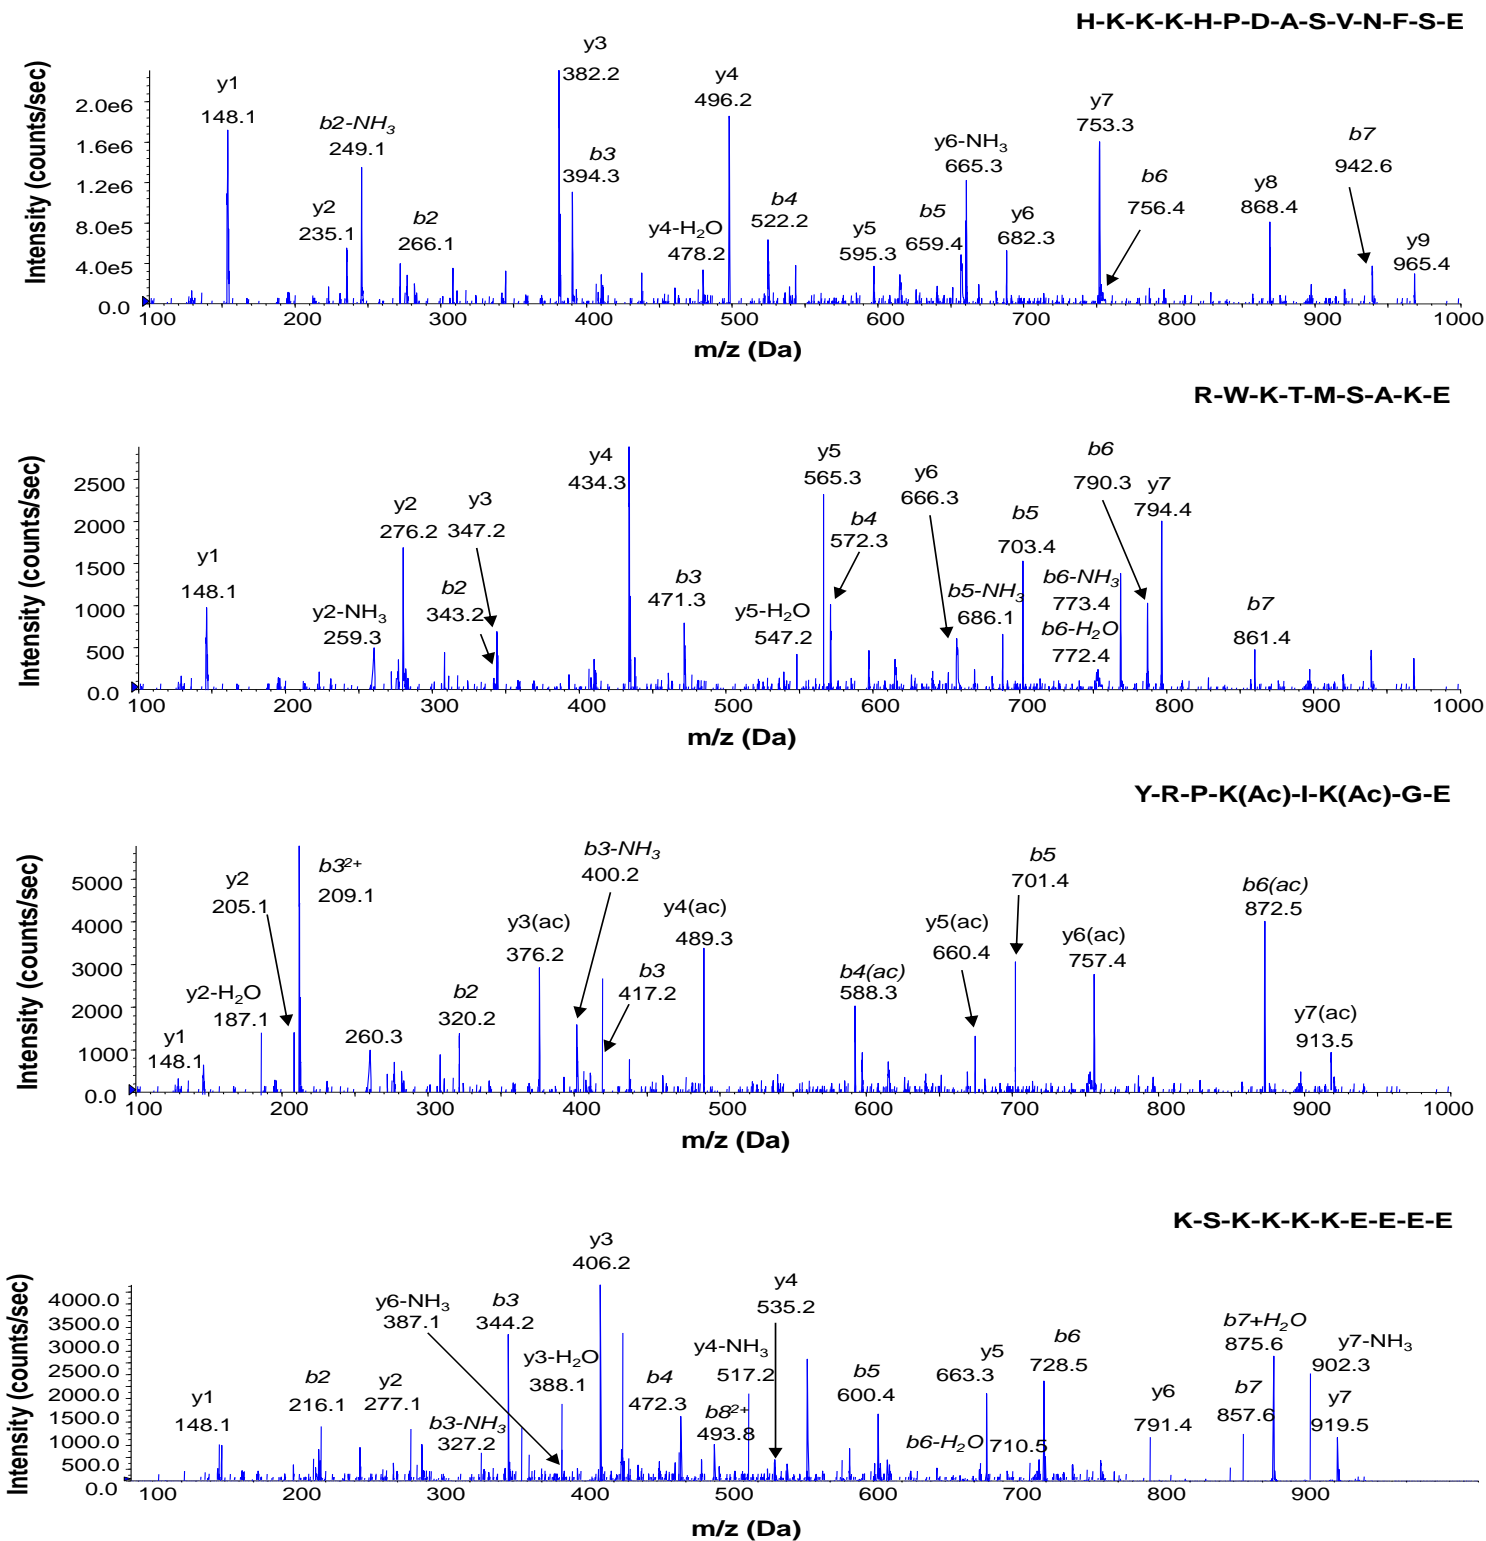 H-K-K-K-H-P-D-A-S-V-N-F-S-E
Intensity (counts/sec)
2.0e6
1.6e6
1.2e6
8.0e5
4.0e5
0.0
y1
148.1
y2
235.1
b2-NH3
249.1
b2
266.1
y3
382.2
b3
394.3
y4-H2O
478.2
y4
496.2
b4
522.2
y5
595.3
b5
659.4
y6-NH3
665.3
y6
682.3
y7
753.3
b6
756.4
y8
868.4
b7
942.6
y9
965.4
100 200 300 400 500 600 700 800 900 1000
m/z (Da)
R-W-K-T-M-S-A-K-E
Intensity (counts/sec)
2500
2000
1500
1000
500
0.0
y1
148.1
y2-NH3
259.3
y2
276.2
b2
343.2
y3
347.2
y4
434.3
b3
471.3
y5-H2O
547.2
y5
565.3
b4
572.3
y6
666.3
b5-NH3
686.1
b5
703.4
b6-NH3
773.4
b6-H2O
772.4
b6
790.3
y7
794.4
b7
861.4
100 200 300 400 500 600 700 800 900 1000
m/z (Da)
Y-R-P-K(Ac)-I-K(Ac)-G-E
Intensity (counts/sec)
5000
4000
3000
2000
1000
0.0
y1
148.1
y2-H2O
187.1
y2
205.1
b3²⁺
209.1
260.3
b2
320.2
y3(ac)
376.2
b3-NH3
400.2
b3
417.2
y4(ac)
489.3
b4(ac)
588.3
y5(ac)
660.4
b5
701.4
y6(ac)
757.4
b6(ac)
872.5
y7(ac)
913.5
100 200 300 400 500 600 700 800 900 1000
m/z (Da)
K-S-K-K-K-K-E-E-E-E
Intensity (counts/sec)
4000.0
3500.0
3000.0
2500.0
2000.0
1500.0
1000.0
500.0
0.0
y1
148.1
b2
216.1
y2
277.1
b3-NH3
327.2
b3
344.2
y6-NH3
387.1
y3-H2O
388.1
y3
406.2
b4
472.3
b8²⁺
493.8
y4-NH3
517.2
y4
535.2
b5
600.4
y5
663.3
b6-H2O 710.5
b6
728.5
y6
791.4
b7
857.6
b7+H2O
875.6
y7-NH3
902.3
y7
919.5
100 200 300 400 500 600 700 800 900
m/z (Da)